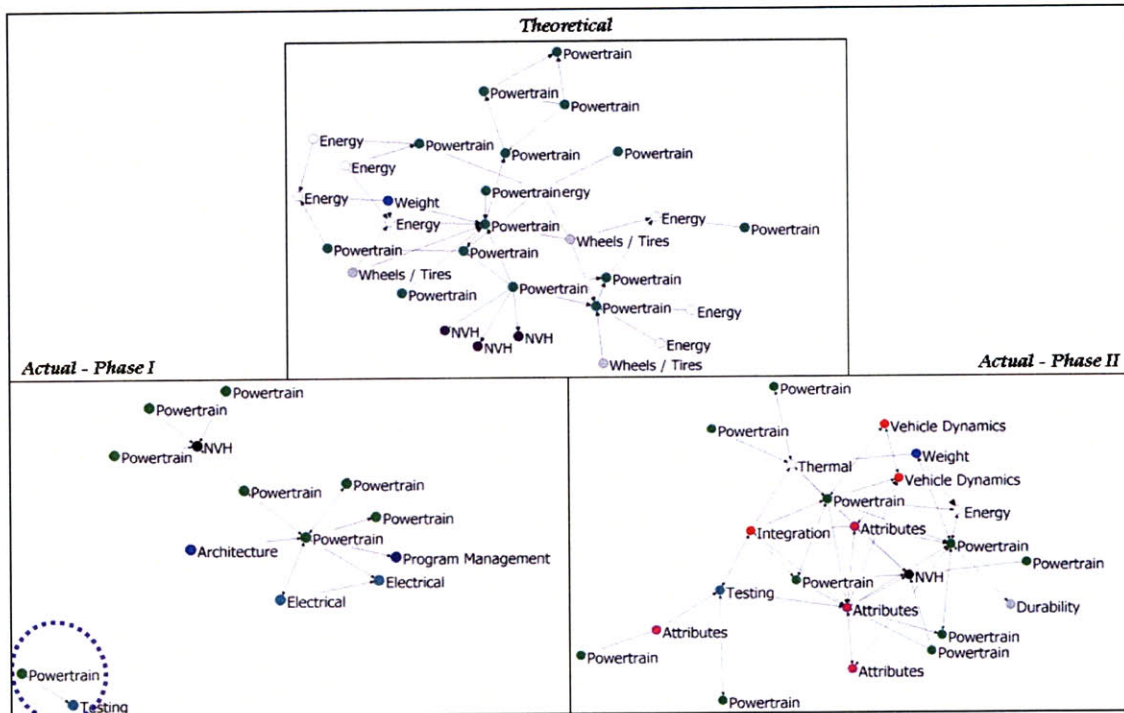 Theoretical
Powertrain
Powertrain
Powertrain
Energy
Powertrain
Powertrain
Powertrain
Energy
Energy
Weight
Powertrain
ergy
Energy
Powertrain
Energy
Powertrain
Powertrain
Powertrain
Wheels / Tires
Wheels / Tires
Powertrain
Powertrain
Powertrain
Powertrain
Energy
NVH
NVH
NVH
Energy
Wheels / Tires
Actual - Phase I
Actual - Phase II
Powertrain
Powertrain
NVH
Powertrain
Powertrain
Powertrain
Powertrain
Powertrain
Architecture
Program Management
Electrical
Electrical
Powertrain
Testing
Powertrain
Powertrain
Vehicle Dynamics
Thermal
Weight
Vehicle Dynamics
Powertrain
Energy
Integration
Attributes
Powertrain
Powertrain
NVH
Powertrain
Testing
Attributes
Durability
Attributes
Powertrain
Powertrain
Powertrain
Attributes
Powertrain